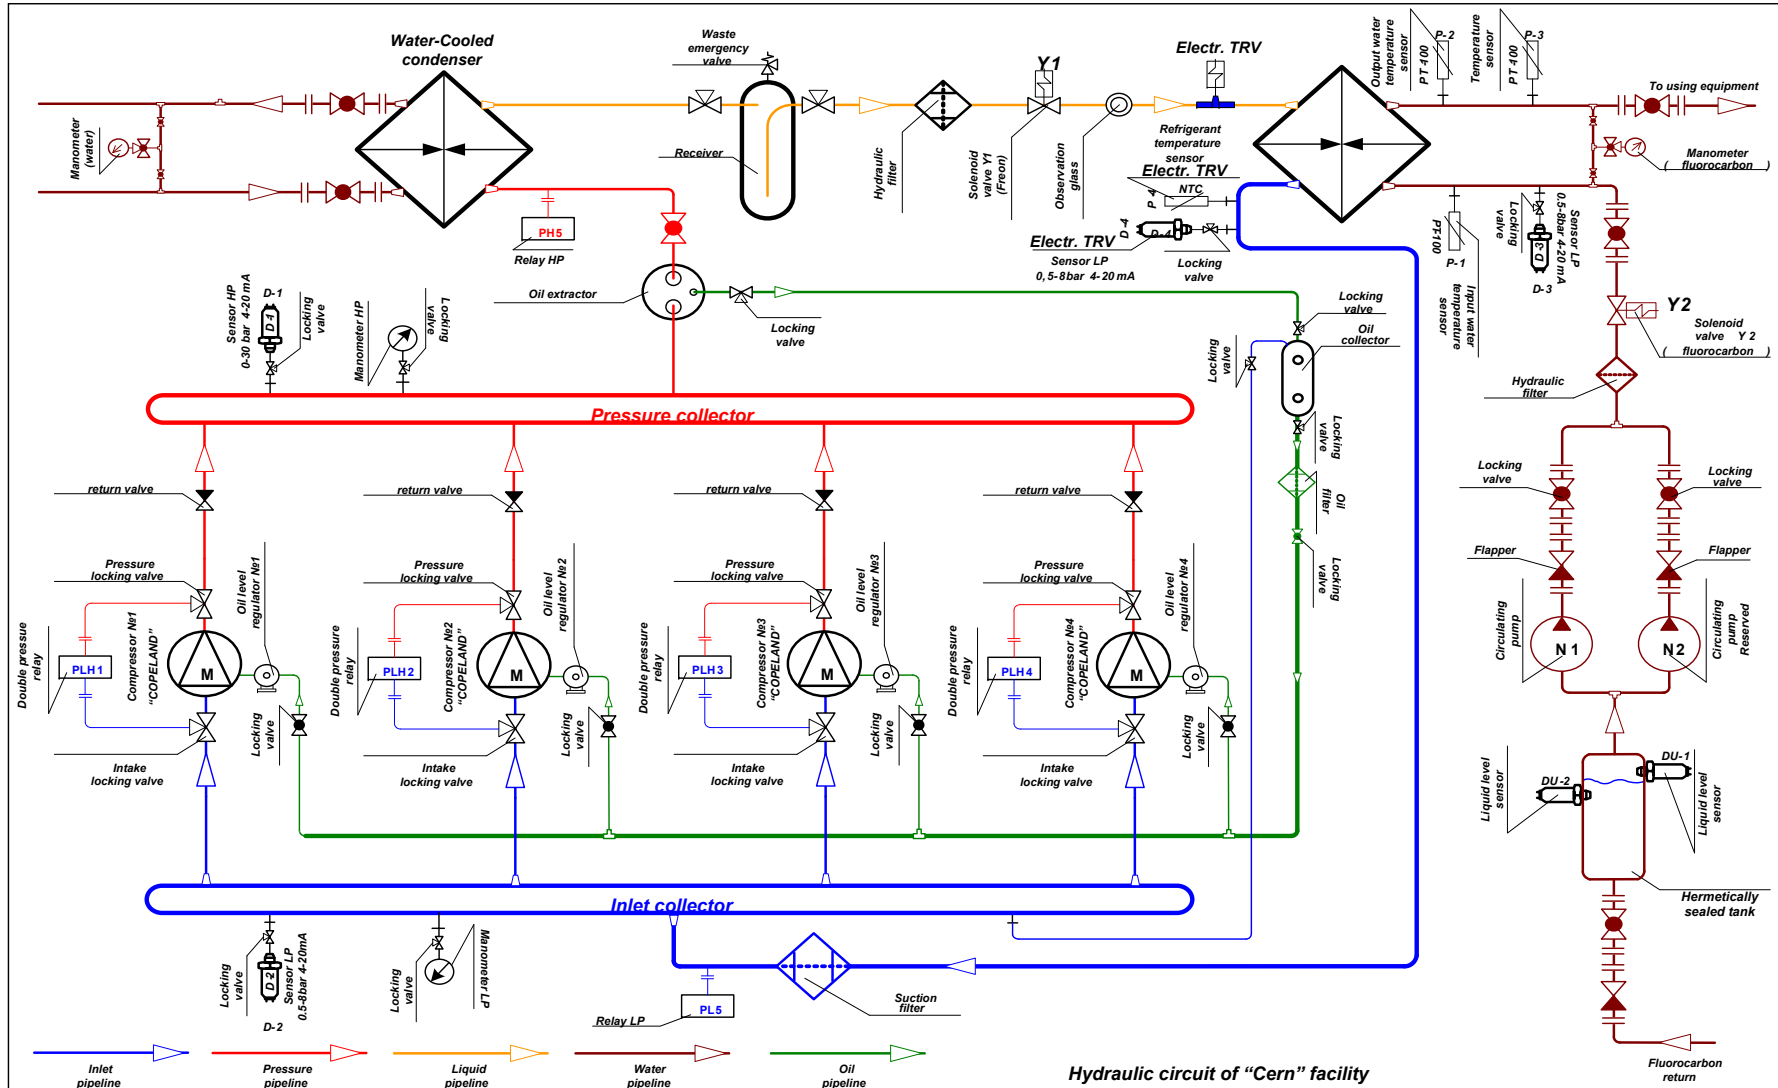 Water-Cooled
condenser
Waste
emergency
valve
Y1
Electr. TRV
Output water
temperature
sensor
PT 100
P-2
Temperature
sensor
PT 100
P-3
To using equipment
Manometer
(water)
Receiver
Hydraulic
filter
Solenoid
valve Y1
(Freon)
Observation
glass
Refrigerant
temperature
sensor
Electr. TRV
P 4
NTC
D-4
D-4
Electr. TRV
Sensor LP
0,5-8bar 4-20 mA
Locking
valve
Manometer
( fluorocarbon )
PT-100
P-1
Input water
temperature
sensor
Locking
valve
D-3
D-3
Sensor LP
0.5-8bar 4-20 mA
PH5
Relay HP
Oil extractor
Locking
valve
Sensor HP
0-30 bar 4-20 mA
D-1
D-1
Locking
valve
Manometer HP
Locking
valve
Locking
valve
Locking
valve
Oil
collector
Y2
Solenoid
valve Y 2
( fluorocarbon )
Hydraulic
filter
Pressure collector
Locking
valve
Oil
filter
Locking
valve
return valve
return valve
return valve
return valve
Locking
valve
Locking
valve
Flapper
Flapper
Pressure
locking valve
Pressure
locking valve
Pressure
locking valve
Pressure
locking valve
Oil level
regulator №1
Oil level
regulator №2
Oil level
regulator №3
Oil level
regulator №4
Double pressue
relay
PLH1
Compressor №1
“COPELAND”
M
Double pressure
relay
PLH2
Compressor №2
“COPELAND”
M
Double pressure
relay
PLH3
Compressor №3
“COPELAND”
M
Double pressure
relay
PLH4
Compressor №4
“COPELAND”
M
Circulating
pump
N1
N2
Circulating
pump
Reserved
Locking
valve
Locking
valve
Locking
valve
Locking
valve
Intake
locking valve
Intake
locking valve
Intake
locking valve
Intake
locking valve
Liquid level
sensor
DU-2
DU-1
Liquid level
sensor
Hermetically
sealed tank
Inlet collector
Locking
valve
D-2
D-2
Sensor LP
0.5-8bar 4-20mA
Locking
valve
Manometer LP
Relay LP
PL5
Suction
filter
Inlet
pipeline
Pressure
pipeline
Liquid
pipeline
Water
pipeline
Oil
pipeline
Hydraulic circuit of “Cern” facility
Fluorocarbon
return